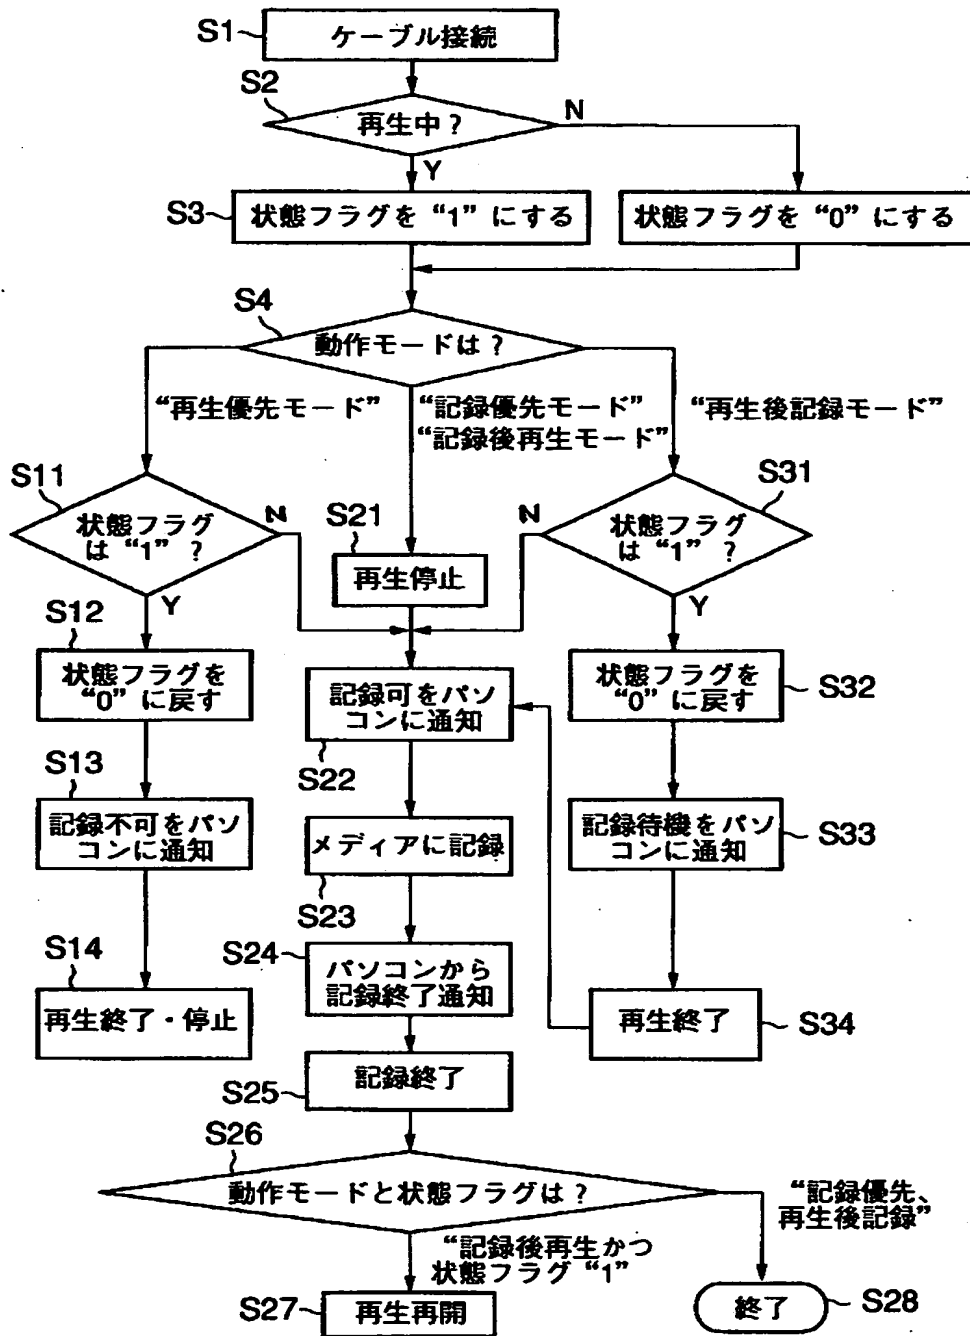 S1
ケーブル接続
S2
再生中？
N
Y
S3
状態フラグを “1” にする
状態フラグを “0” にする
S4
動作モードは？
“再生優先モード”
“記録優先モード”
“記録後再生モード”
“再生後記録モード”
S11
状態フラグ
は “1” ？
N
Y
S21
再生停止
S31
状態フラグ
は “1” ？
N
Y
S12
状態フラグを
“0” に戻す
記録可をパソ
コンに通知
S22
状態フラグを
“0” に戻す
S32
S13
記録不可をパソ
コンに通知
メディアに記録
S23
記録待機をパソ
コンに通知
S33
S14
再生終了・停止
S24
パソコンから
記録終了通知
再生終了
S34
記録終了
S25
S26
動作モードと状態フラグは？
“記録優先、
再生後記録”
“記録後再生かつ
状態フラグ “1”
S27
再生再開
終了
S28